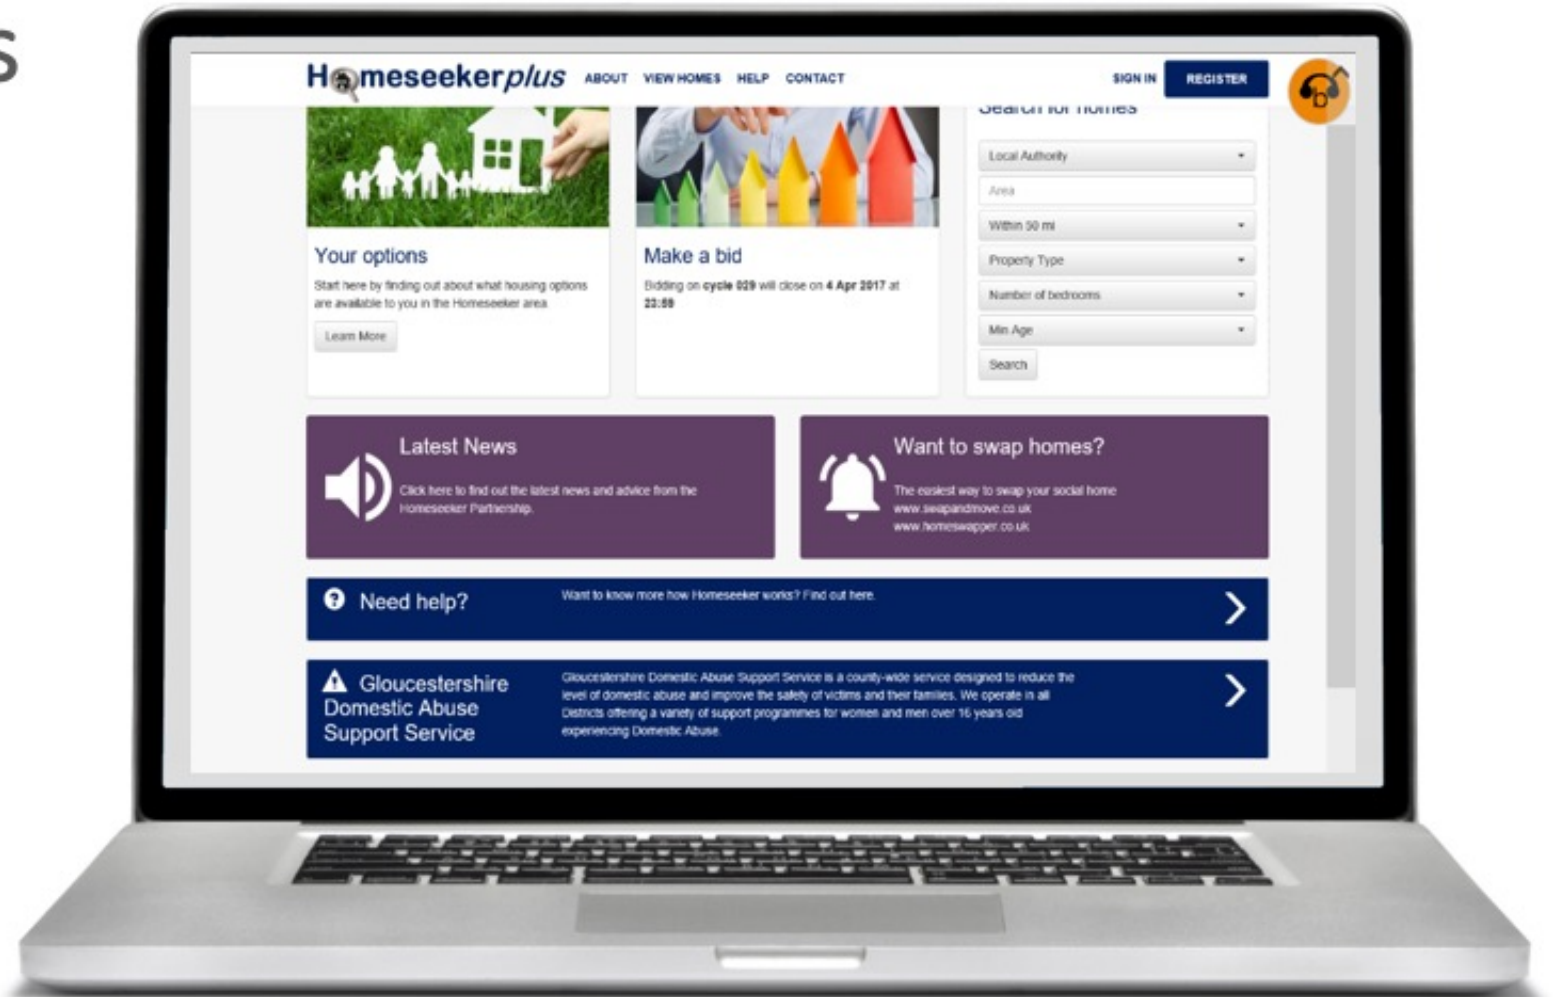 s
Homeseekerplus ABOUT VIEW HOMES HELP CONTACT SIGN IN REGISTER
b
Search for homes
Local Authority
Area
Within 50 mi
Property Type
Number of bedrooms
Min Age
Search
Your options
Start here by finding out about what housing options
are available to you in the Homeseeker area
Learn More
Make a bid
Bidding on cycle 029 will close on 4 Apr 2017 at
23:59
Latest News
Click here to find out the latest news and advice from the
Homeseeker Partnership.
Want to swap homes?
The easiest way to swap your social home
www.swapandmove.co.uk
www.homeswapper.co.uk
? Need help?
Want to know more how Homeseeker works? Find out here.
Gloucestershire
Domestic Abuse
Support Service
Gloucestershire Domestic Abuse Support Service is a county-wide service designed to reduce the
level of domestic abuse and improve the safety of victims and their families. We operate in all
Districts offering a variety of support programmes for women and men over 16 years old
experiencing Domestic Abuse.